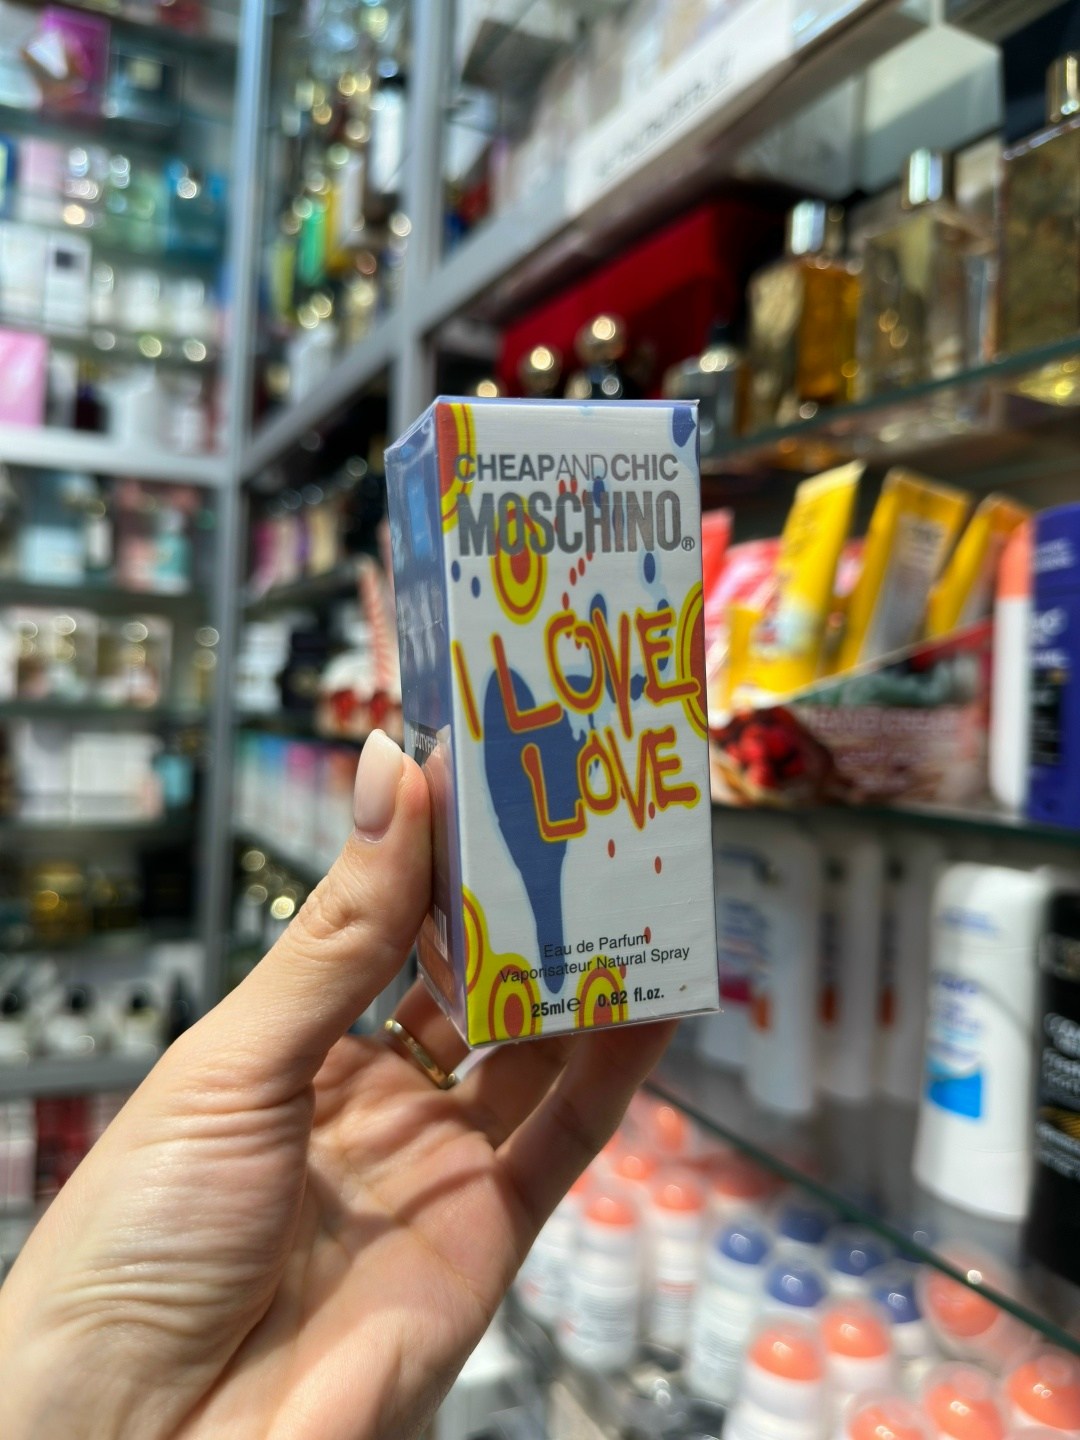 CHEAPANDCHIC
MOSCHINO®
I LOVE
LOVE
Eau de Parfum
Vaporisateur Natural Spray
25ml e 0.82 fl.oz.